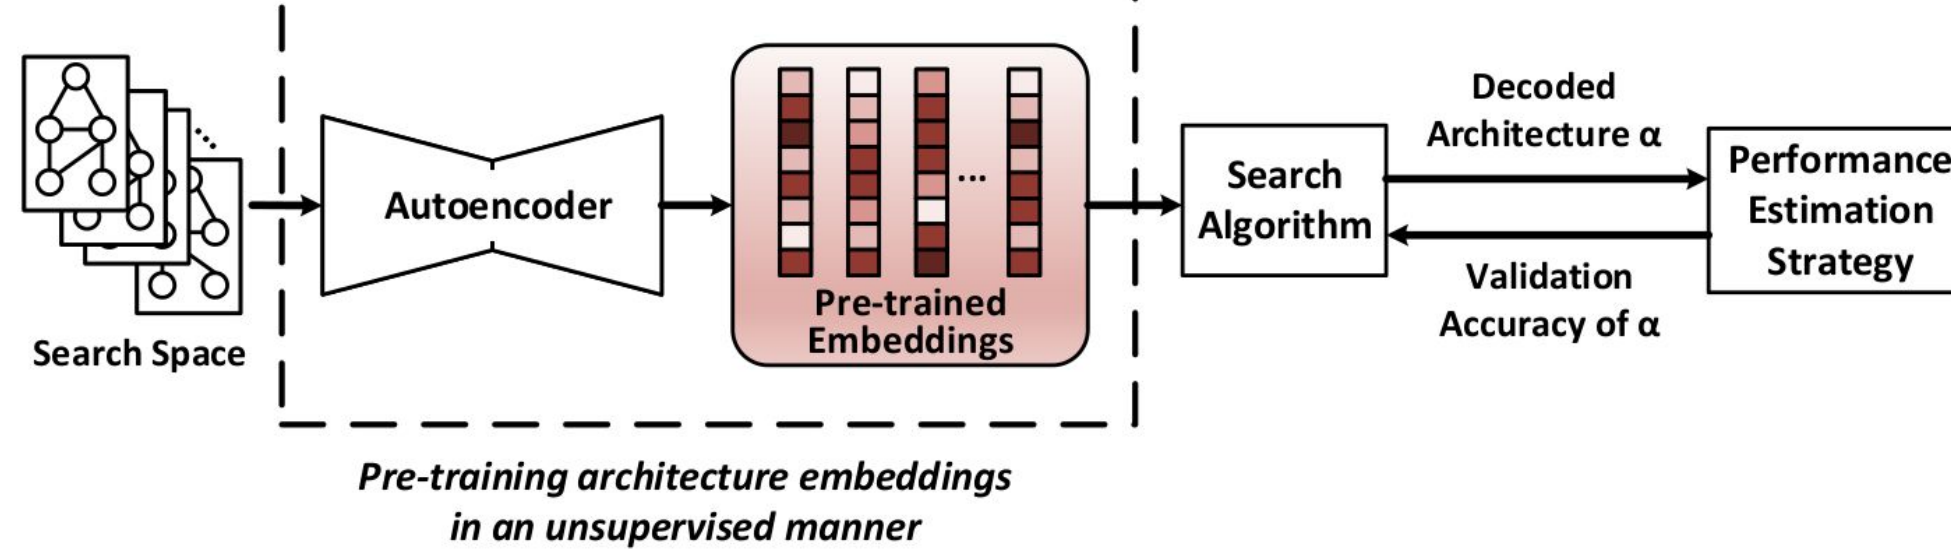 Search Space
Autoencoder
...
Pre-trained
Embeddings
Pre-training architecture embeddings
in an unsupervised manner
Search
Algorithm
Decoded
Architecture α
Validation
Accuracy of α
Performance
Estimation
Strategy